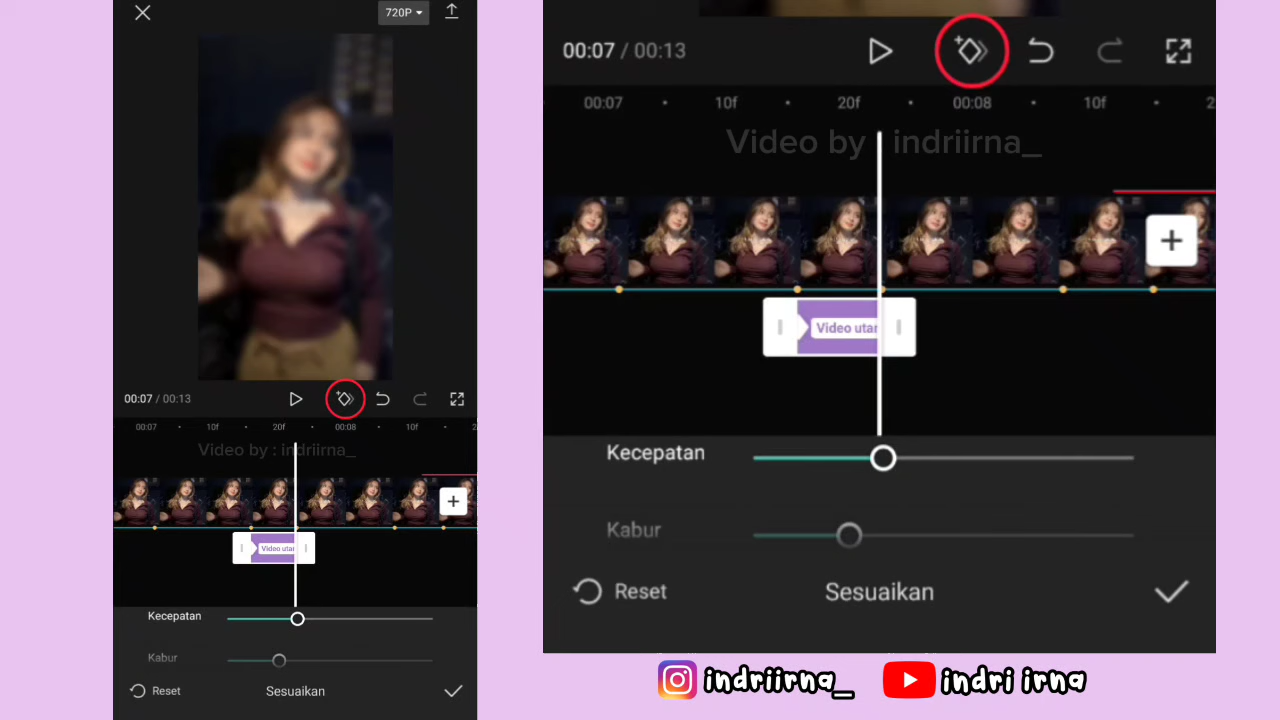 720P
00:07 / 00:13
00:07 10f 20f 00:08 10f 2
Video by : indriirna_
Video utar
Kecepatan
Kabur
Reset
Sesuaikan
00:07 / 00:13
00:07 10f 20f 00:08 10f 2
Video by : indriirna_
Video utar
Kecepatan
Kabur
Reset
Sesuaikan
indriirna_
indri irna